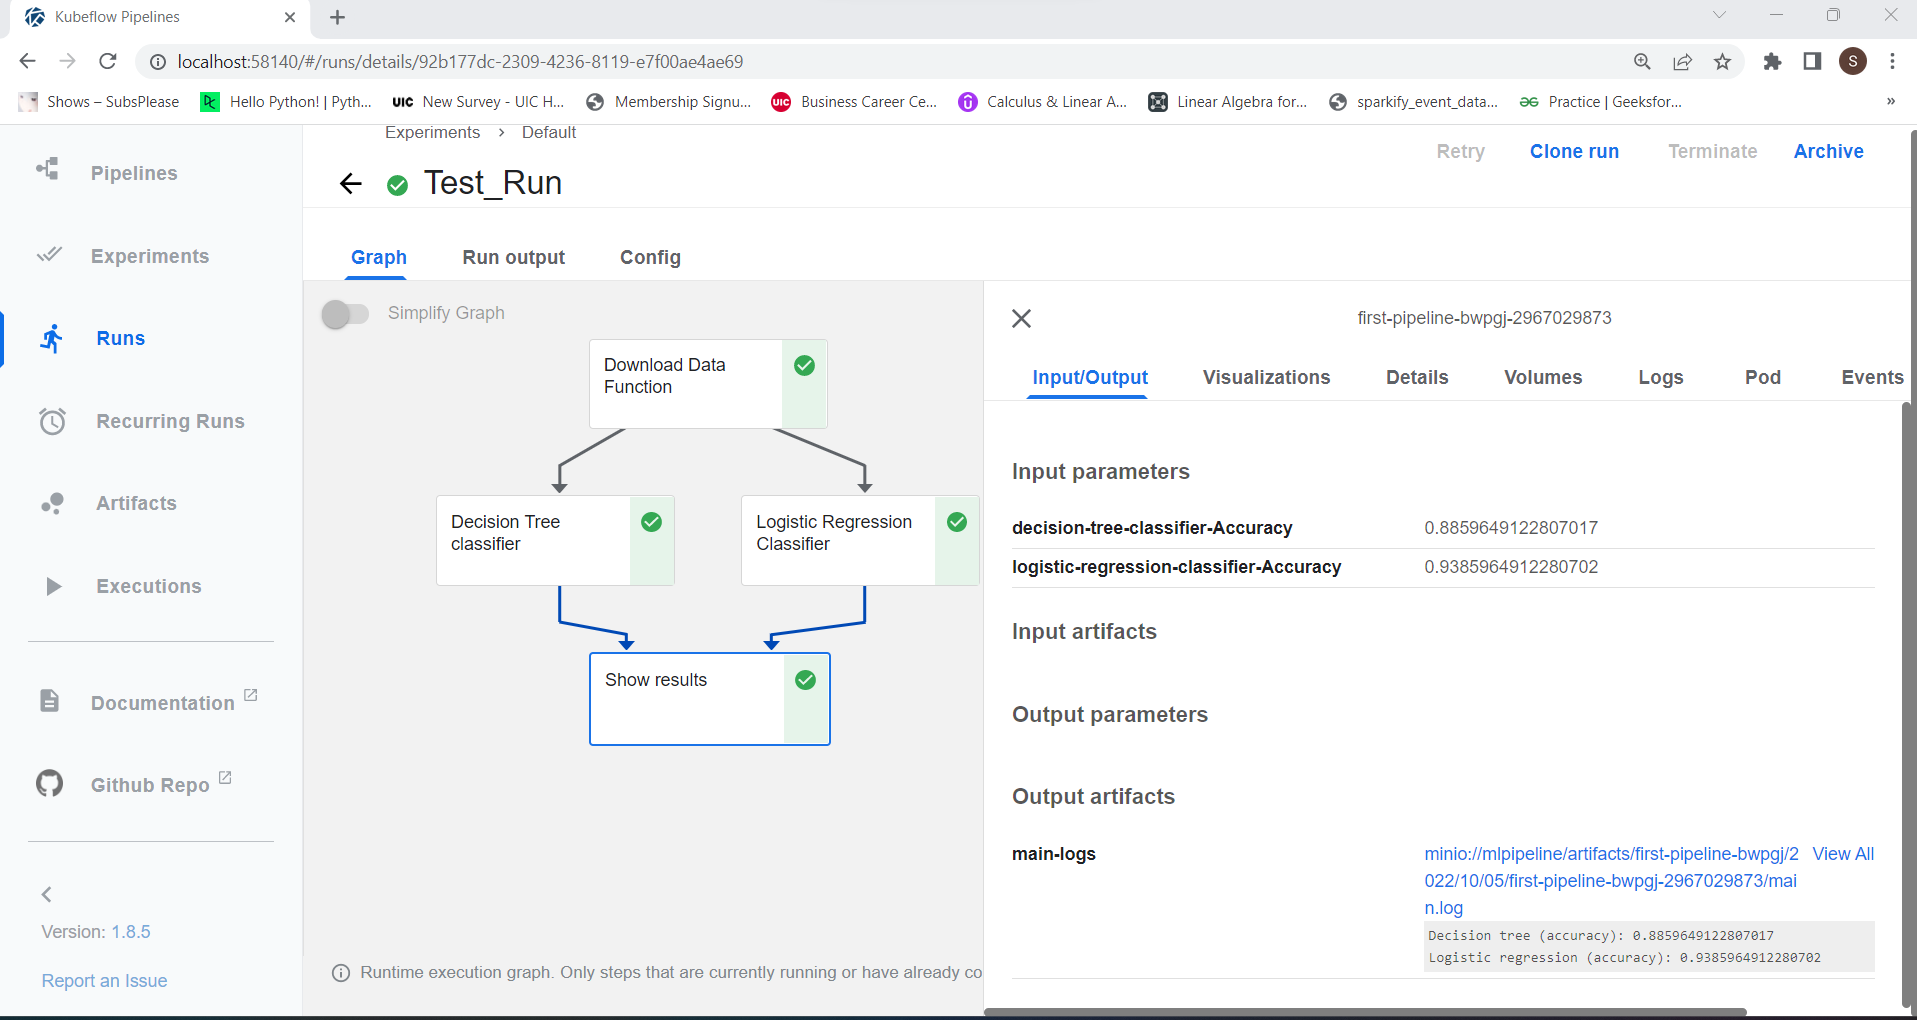 Kubeflow Pipelines
localhost:58140/#/runs/details/92b177dc-2309-4236-8119-e7f00ae4ae69
S
Shows – SubsPlease
Hello Python! | Pyth...
UIC New Survey - UIC H...
Membership Signu...
UIC Business Career Ce...
Calculus & Linear A...
Linear Algebra for...
sparkify_event_data...
Practice | Geeksfor...
»
Pipelines
Experiments
Runs
Recurring Runs
Artifacts
Executions
Documentation
Github Repo
Version: 1.8.5
Report an Issue
Experiments > Default
Test_Run
Retry
Clone run
Terminate
Archive
Graph
Run output
Config
Simplify Graph
Download Data
Function
Decision Tree
classifier
Logistic Regression
Classifier
Show results
Runtime execution graph. Only steps that are currently running or have already co
first-pipeline-bwpgj-2967029873
Input/Output
Visualizations
Details
Volumes
Logs
Pod
Events
Input parameters
decision-tree-classifier-Accuracy 0.8859649122807017
logistic-regression-classifier-Accuracy 0.9385964912280702
Input artifacts
Output parameters
Output artifacts
main-logs
minio://mlpipeline/artifacts/first-pipeline-bwpgj/2 View All
022/10/05/first-pipeline-bwpgj-2967029873/mai
n.log
Decision tree (accuracy): 0.8859649122807017
Logistic regression (accuracy): 0.9385964912280702